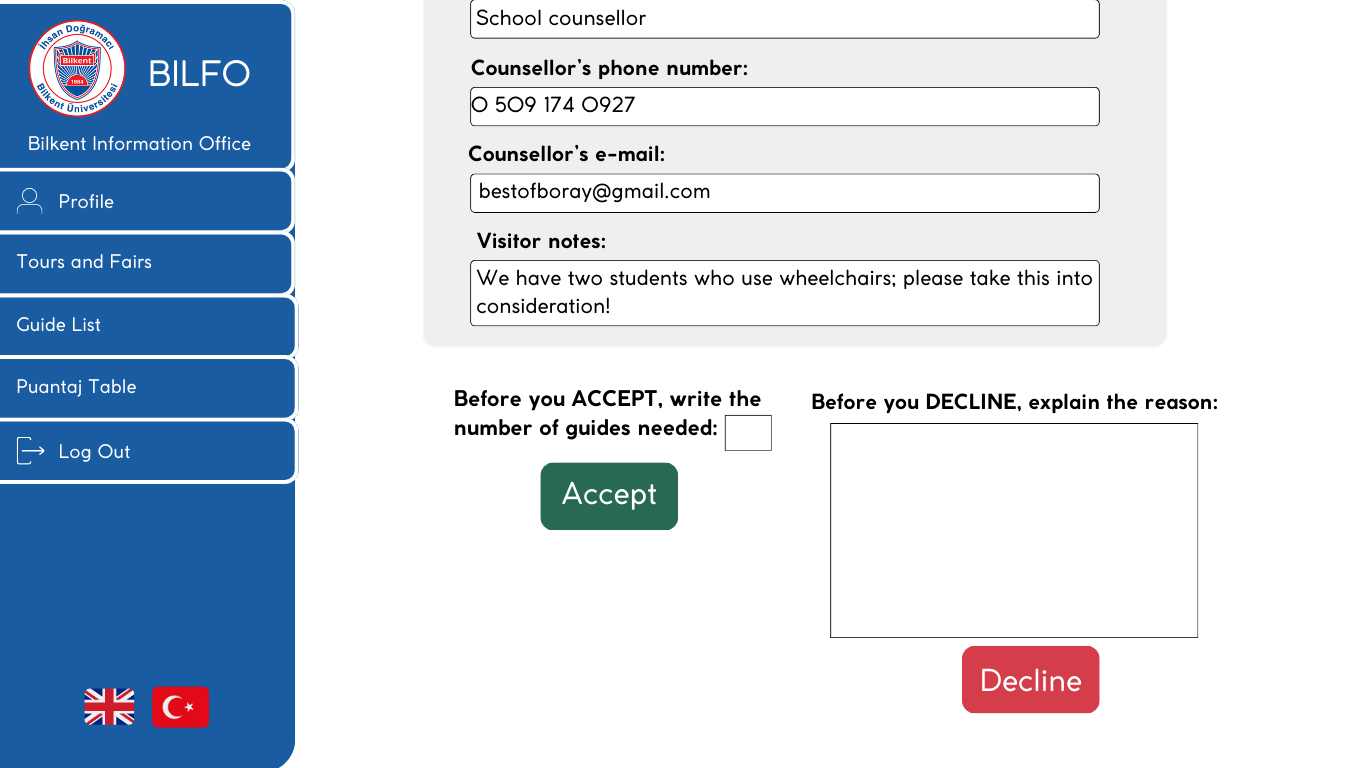 İhsan Doğramacı
Bilkent
1984
Bilkent Üniversitesi
BILFO
Bilkent Information Office
Profile
Tours and Fairs
Guide List
Puantaj Table
Log Out
School counsellor
Counsellor's phone number:
0 509 174 0927
Counsellor's e-mail:
bestofboray@gmail.com
Visitor notes:
We have two students who use wheelchairs; please take this into
consideration!
Before you ACCEPT, write the
number of guides needed:
Accept
Before you DECLINE, explain the reason:
Decline